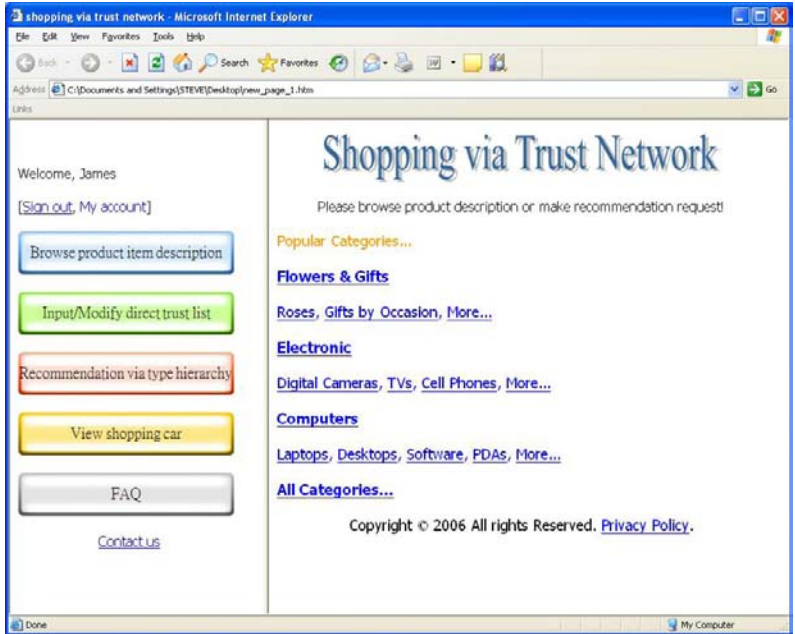 shopping via trust network - Microsoft Internet Explorer
File Edit View Favorites Tools Help
Back Search Favorites
Address C:\Documents and Settings\STEVE\Desktop\new_page_1.htm Go
Links
Welcome, James
[Sign out, My account]
Browse product item description
Input/Modify direct trust list
Recommendation via type hierarchy
View shopping car
FAQ
Contact us
Shopping via Trust Network
Please browse product description or make recommendation request!
Popular Categories...
Flowers & Gifts
Roses, Gifts by Occasion, More...
Electronic
Digital Cameras, TVs, Cell Phones, More...
Computers
Laptops, Desktops, Software, PDAs, More...
All Categories...
Copyright © 2006 All rights Reserved. Privacy Policy.
Done My Computer